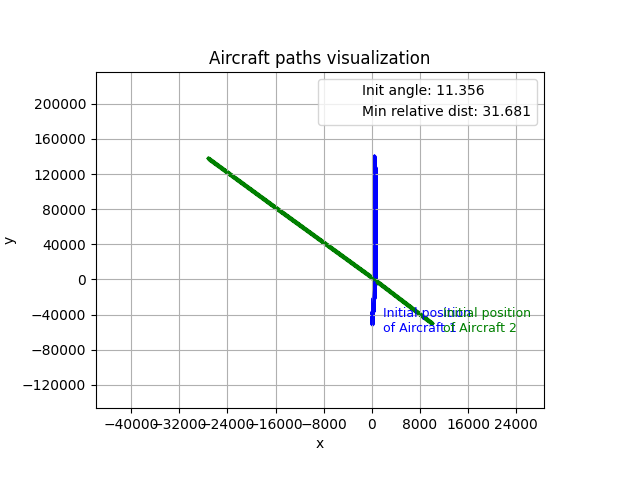 Aircraft paths visualization
Init angle: 11.356
Min relative dist: 31.681
200000
160000
120000
80000
40000
0
−40000
−80000
−120000
y
Initial position
of Aircraft 1
Initial position
of Aircraft 2
−40000 −32000 −24000 −16000 −8000 0 8000 16000 24000
x